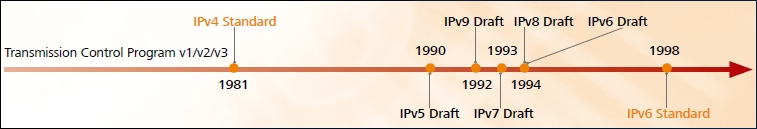 IPv4 Standard
IPv9 Draft
IPv8 Draft
IPv6 Draft
Transmission Control Program v1/v2/v3
1990
1993
1998
1981
1992
1994
IPv5 Draft
IPv7 Draft
IPv6 Standard